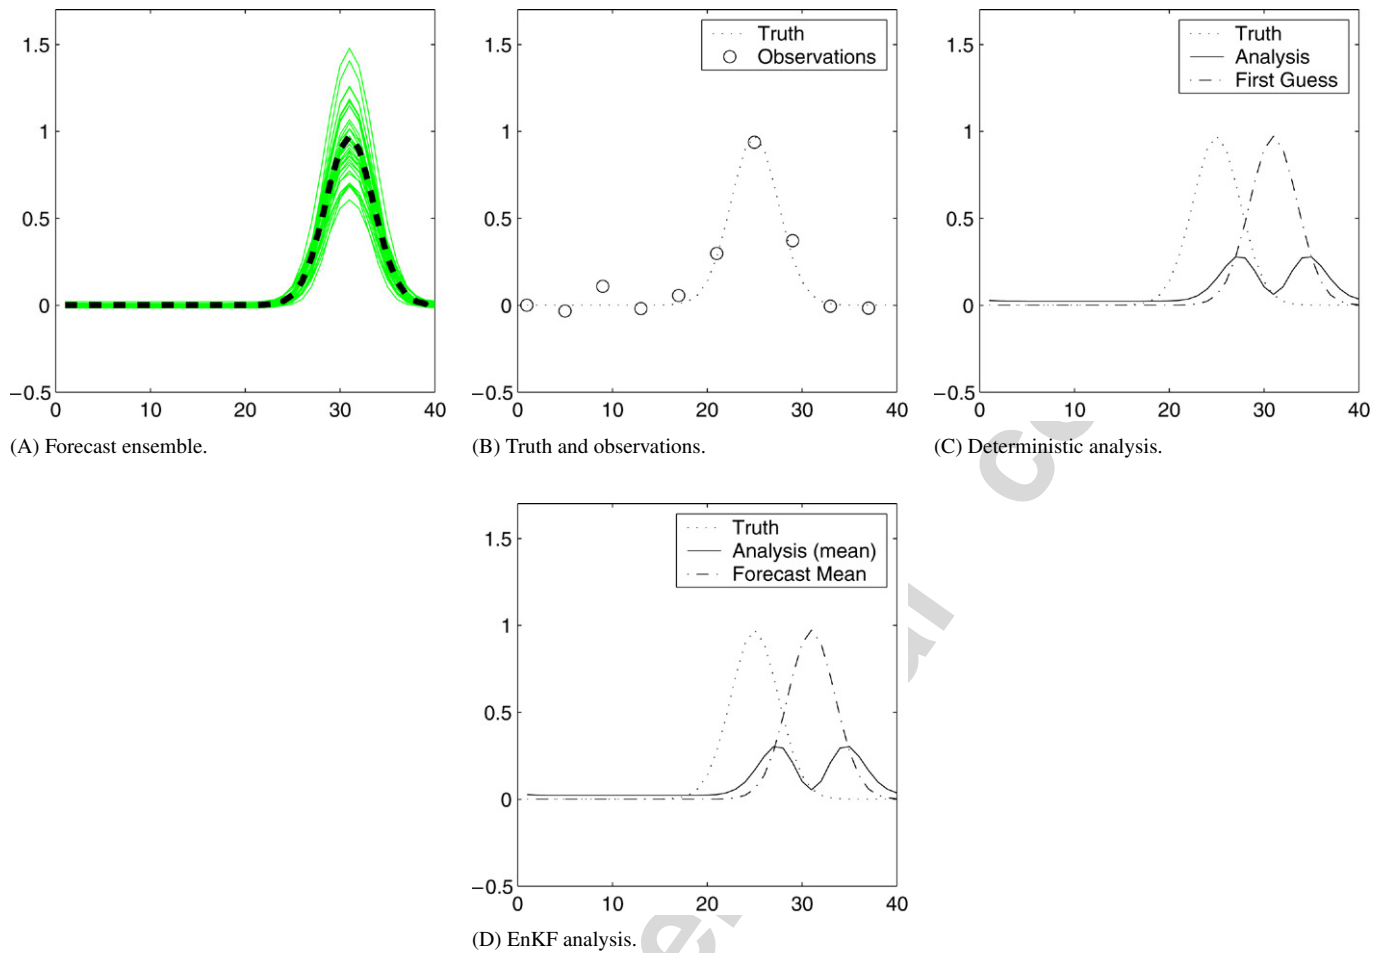 1.5
1
0.5
0
−0.5
0 10 20 30 40
(A) Forecast ensemble.
Truth
Observations
1.5
1
0.5
0
−0.5
0 10 20 30 40
(B) Truth and observations.
Truth
Analysis
First Guess
1.5
1
0.5
0
−0.5
0 10 20 30 40
(C) Deterministic analysis.
Truth
Analysis (mean)
Forecast Mean
1.5
1
0.5
0
−0.5
0 10 20 30 40
(D) EnKF analysis.